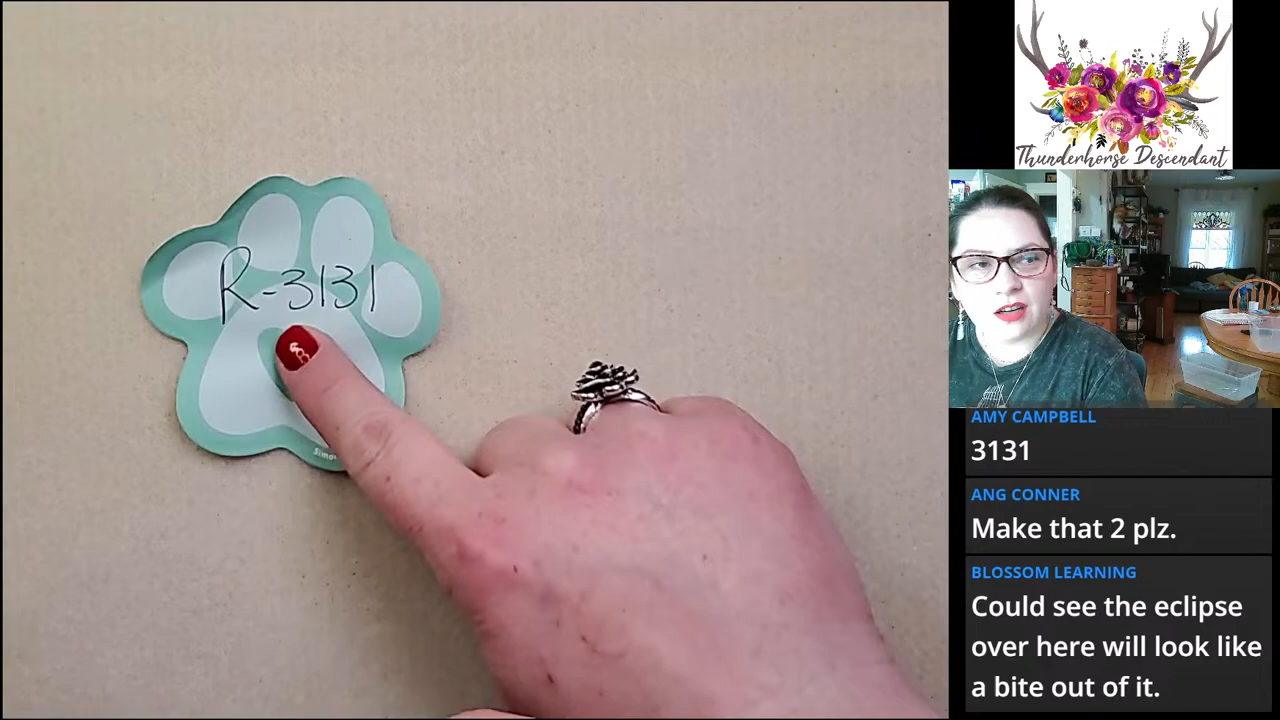 R-3131
Thunderhorse Descendant
AMY CAMPBELL
3131
ANG CONNER
Make that 2 plz.
BLOSSOM LEARNING
Could see the eclipse
over here will look like
a bite out of it.